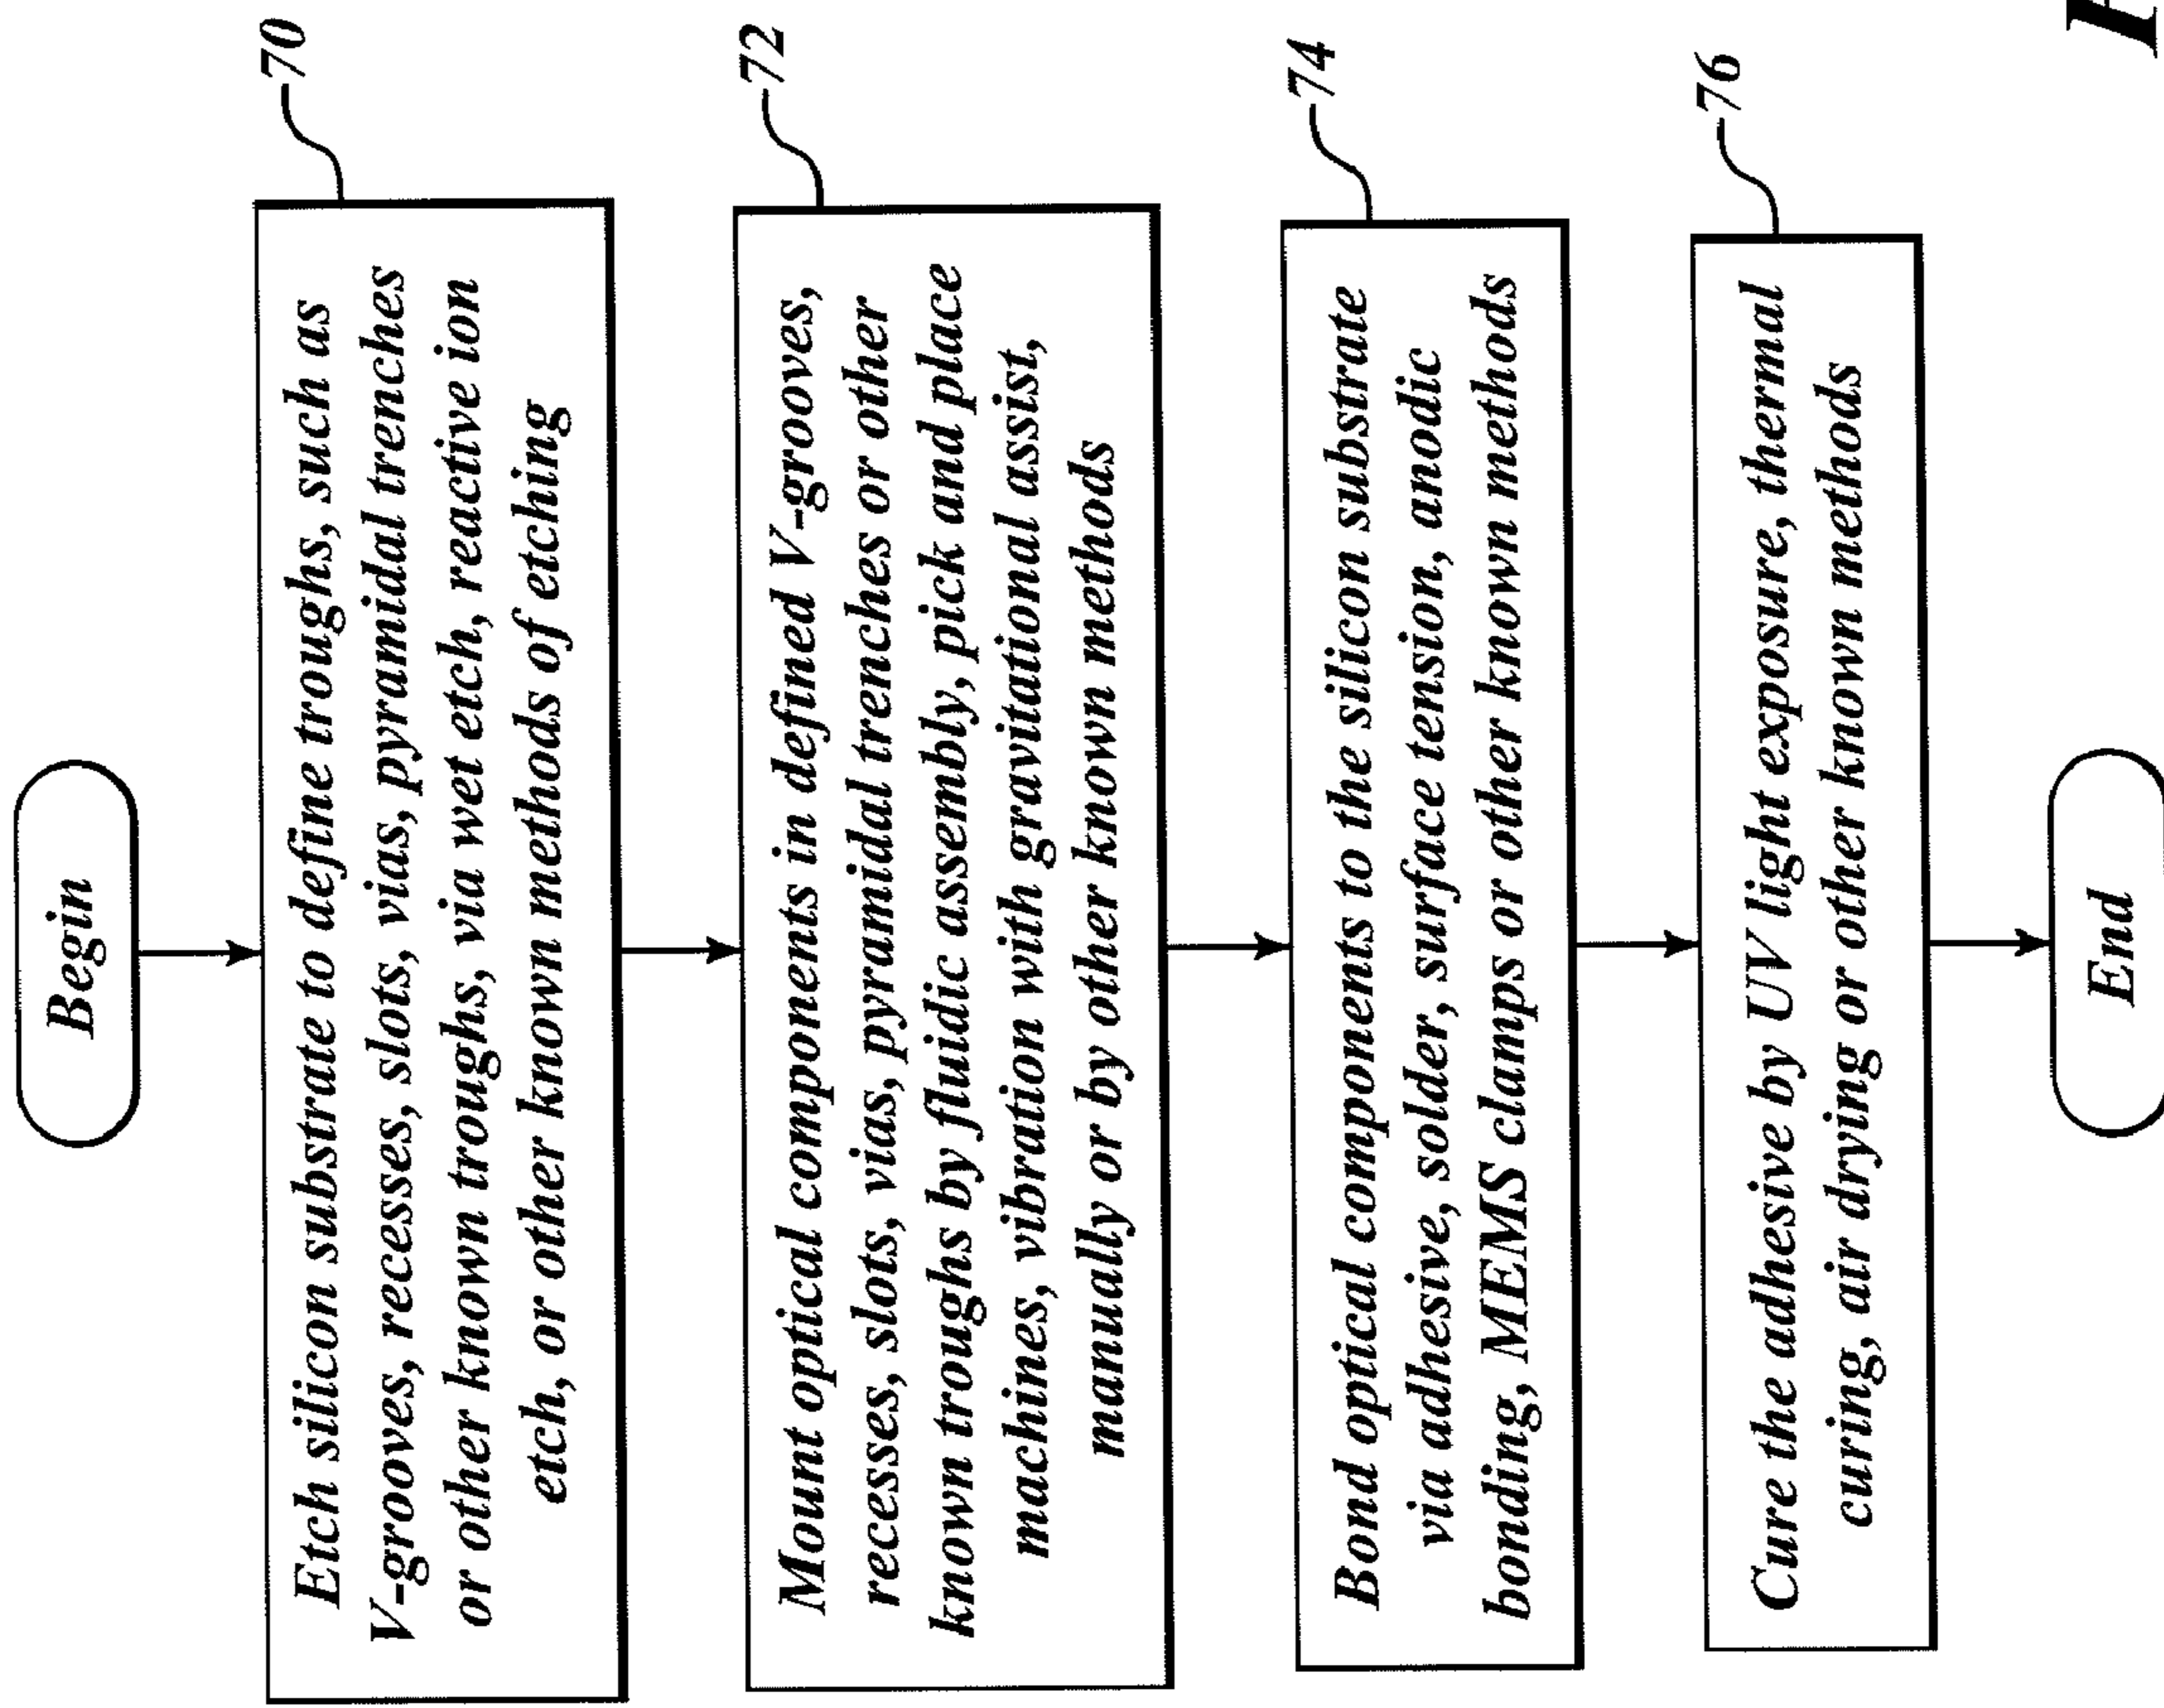 Begin
Etch silicon substrate to define troughs, such as
V-grooves, recesses, slots, vias, pyramidal trenches
or other known troughs, via wet etch, reactive ion
etch, or other known methods of etching
70
Mount optical components in defined V-grooves,
recesses, slots, vias, pyramidal trenches or other
known troughs by fluidic assembly, pick and place
machines, vibration with gravitational assist,
manually or by other known methods
72
Bond optical components to the silicon substrate
via adhesive, solder, surface tension, anodic
bonding, MEMS clamps or other known methods
74
Cure the adhesive by UV light exposure, thermal
curing, air drying or other known methods
76
End